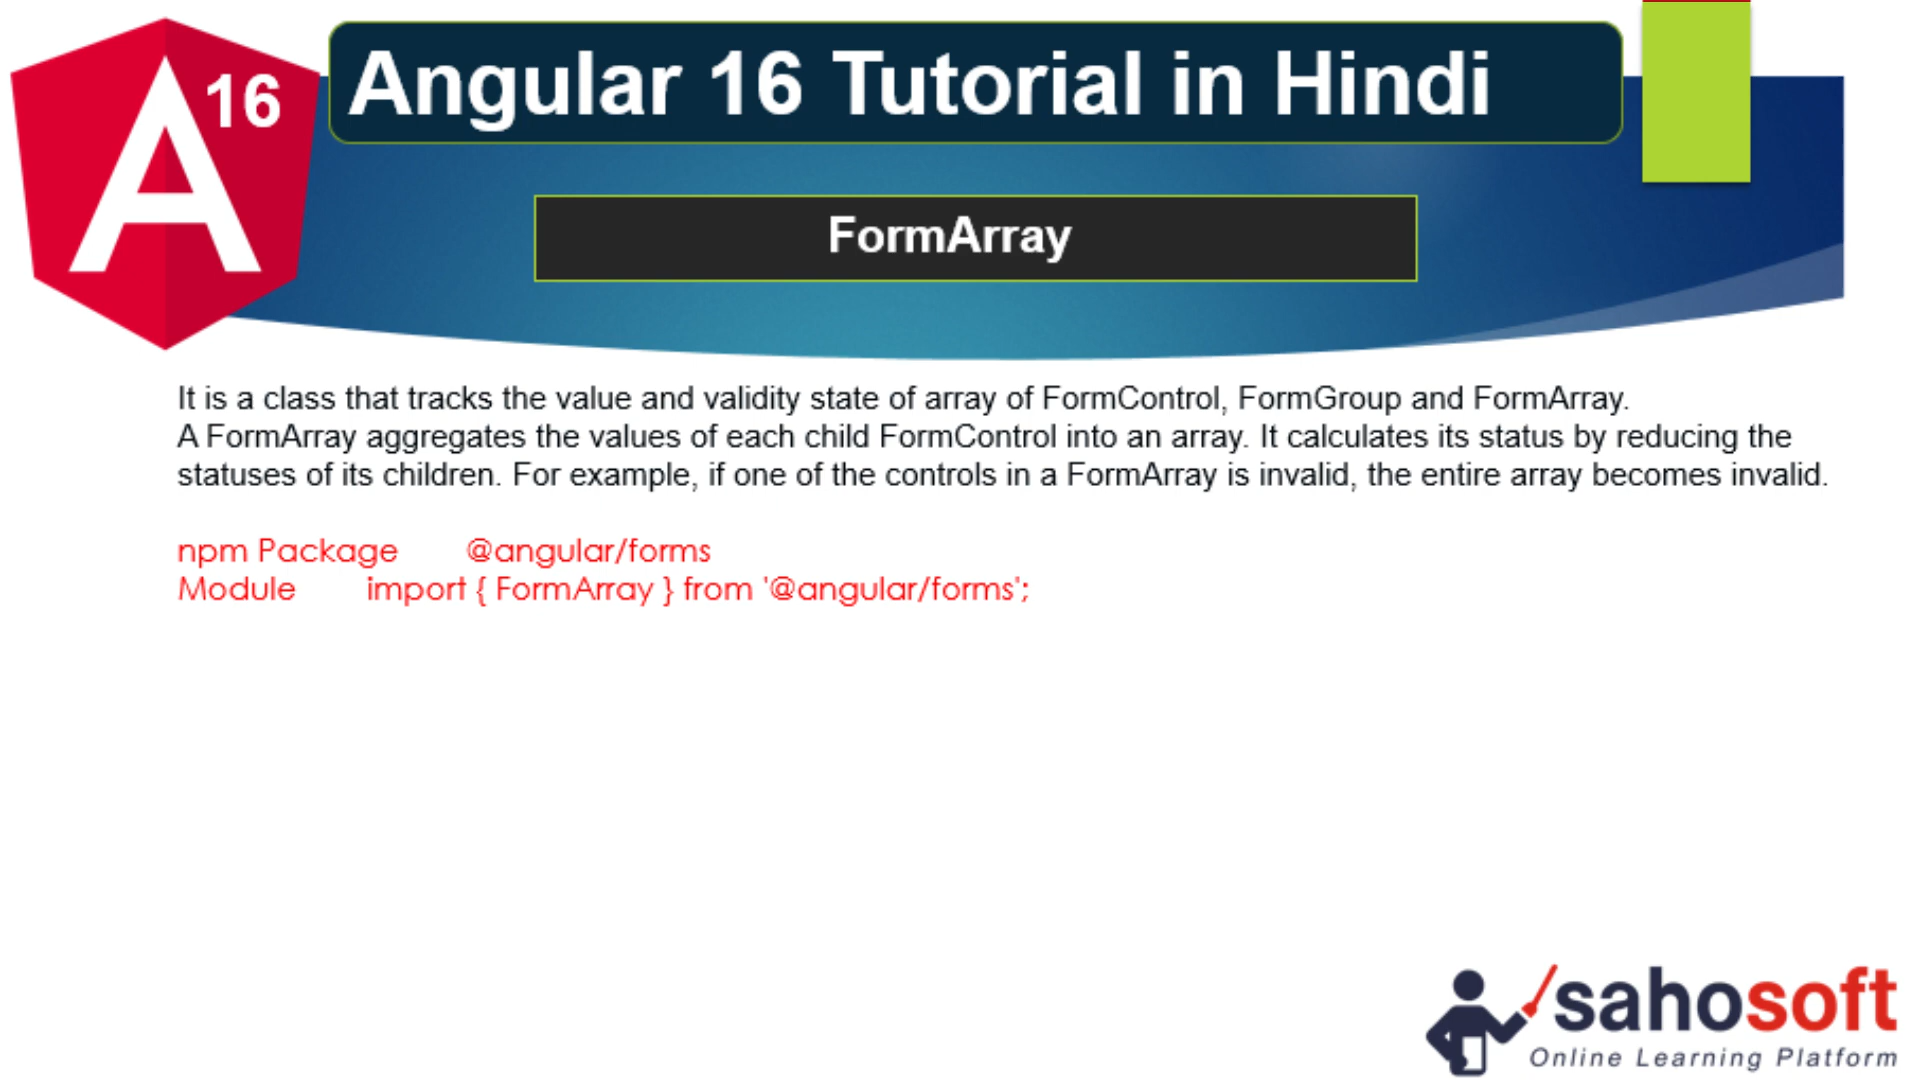 16
Angular 16 Tutorial in Hindi
FormArray
It is a class that tracks the value and validity state of array of FormControl, FormGroup and FormArray.
A FormArray aggregates the values of each child FormControl into an array. It calculates its status by reducing the
statuses of its children. For example, if one of the controls in a FormArray is invalid, the entire array becomes invalid.
npm Package @angular/forms
Module import { FormArray } from '@angular/forms';
sahosoft
Online Learning Platform